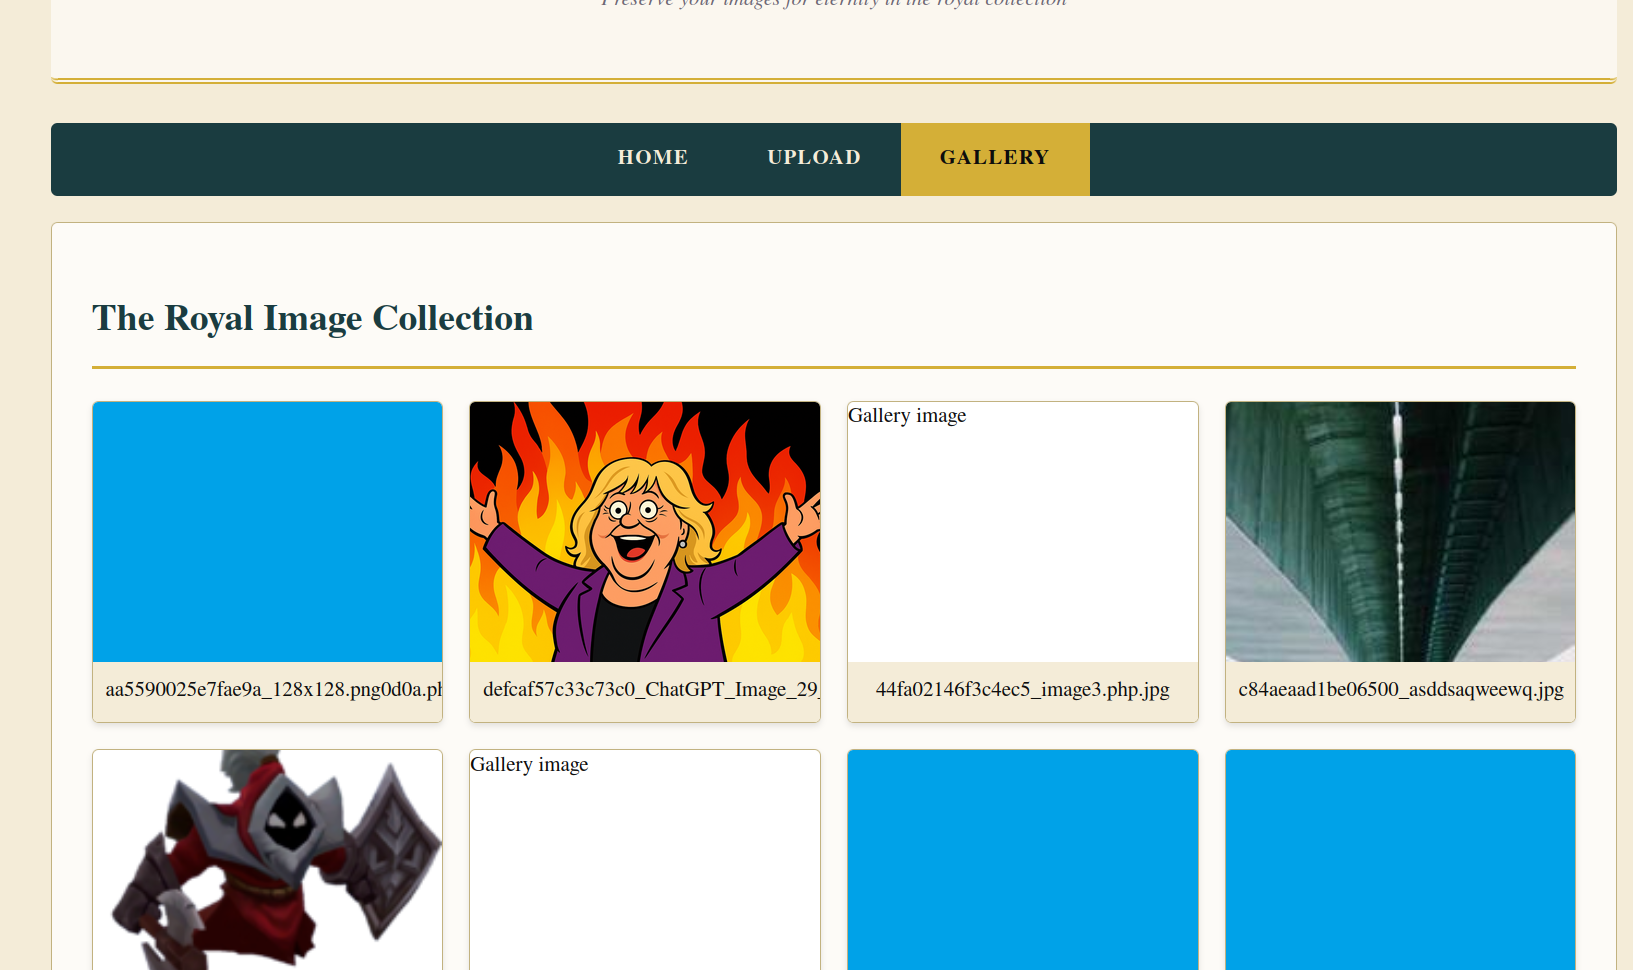 Preserve your images for eternity in the royal collection
HOME UPLOAD GALLERY
The Royal Image Collection
Gallery image
aa5590025e7fae9a_128x128.png0d0a.ph
defcaf57c33c73c0_ChatGPT_Image_29_
44fa02146f3c4ec5_image3.php.jpg
c84aeaad1be06500_asddsaqweewq.jpg
Gallery image